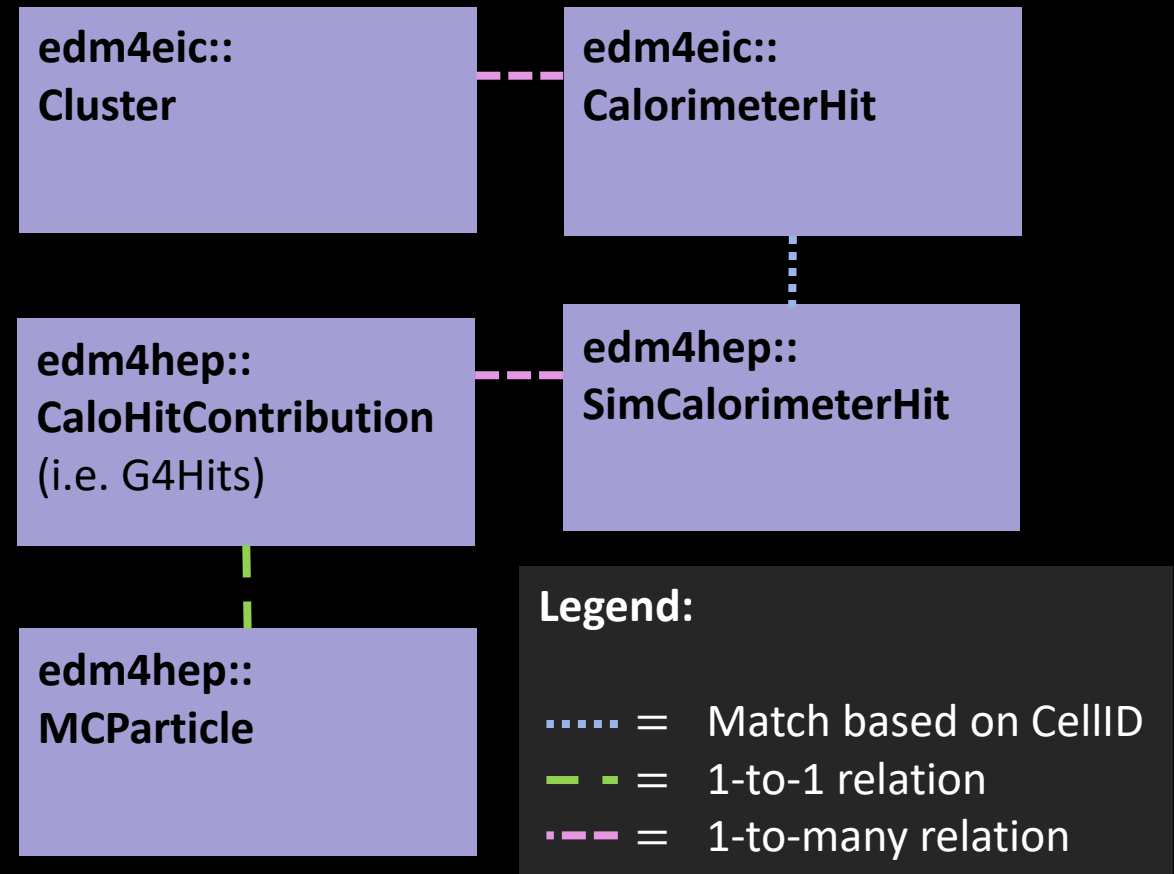 edm4eic::
Cluster
edm4eic::
CalorimeterHit
edm4hep::
CaloHitContribution
(i.e. G4Hits)
edm4hep::
SimCalorimeterHit
edm4hep::
MCParticle
Legend:
= Match based on CellID
= 1-to-1 relation
= 1-to-many relation